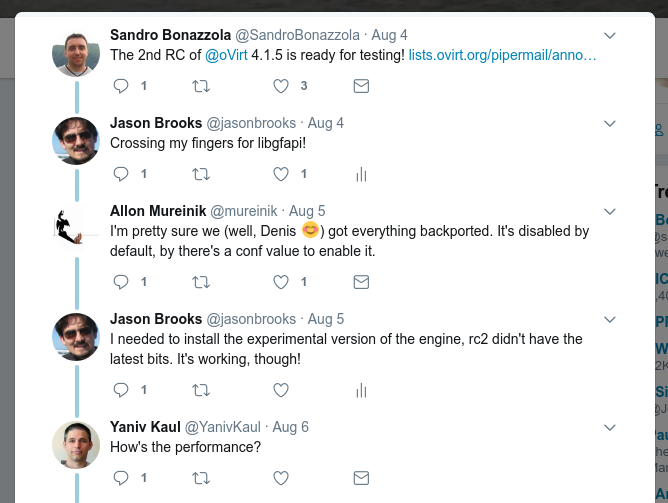 Sandro Bonazzola @SandroBonazzola · Aug 4
The 2nd RC of @oVirt 4.1.5 is ready for testing! lists.ovirt.org/pipermail/anno…
1 3
Jason Brooks @jasonbrooks · Aug 4
Crossing my fingers for libgfapi!
1 1
Allon Mureinik @mureinik · Aug 5
I'm pretty sure we (well, Denis 😊) got everything backported. It's disabled by
default, by there's a conf value to enable it.
1 1
Jason Brooks @jasonbrooks · Aug 5
I needed to install the experimental version of the engine, rc2 didn't have the
latest bits. It's working, though!
1
Yaniv Kaul @YanivKaul · Aug 6
How's the performance?
1